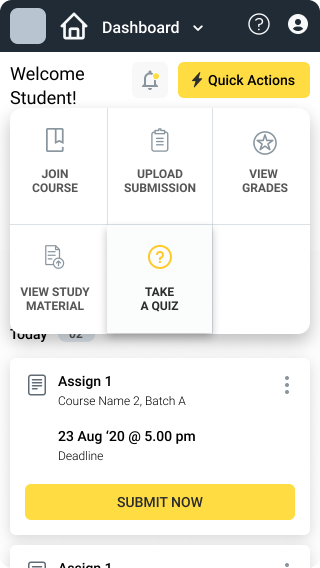 Dashboard
Welcome
Student!
Quick Actions
JOIN
COURSE
UPLOAD
SUBMISSION
VIEW
GRADES
VIEW STUDY
MATERIAL
TAKE
A QUIZ
Today 02
Assign 1
Course Name 2, Batch A
23 Aug ‘20 @ 5.00 pm
Deadline
SUBMIT NOW
Assign 1